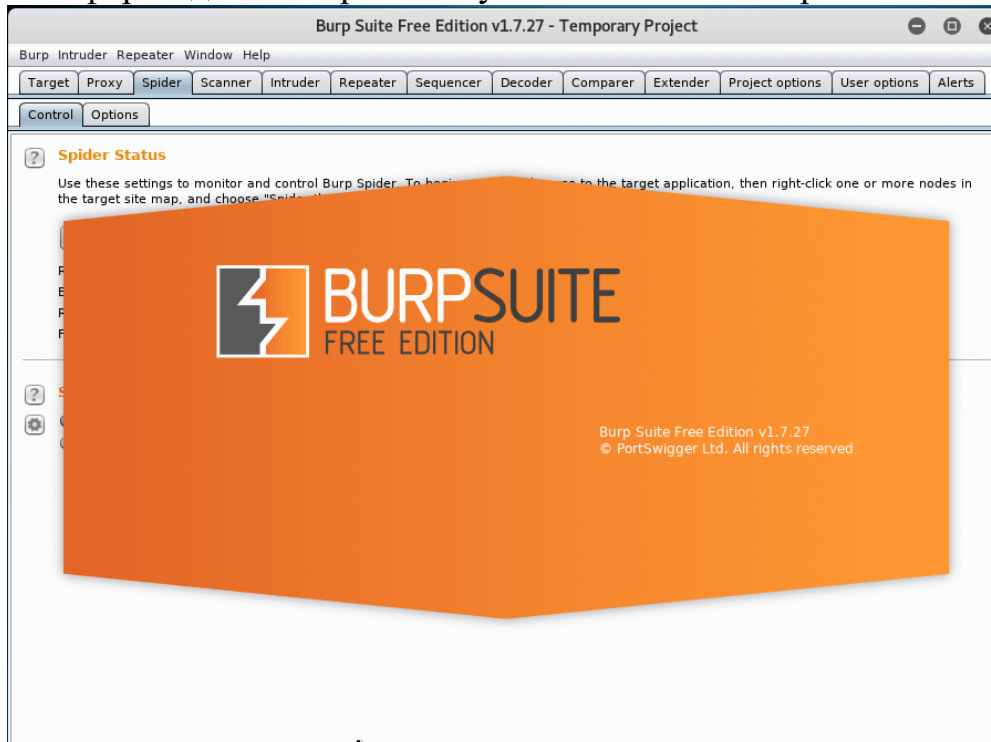 Burp Suite Free Edition v1.7.27 - Temporary Project
Burp Intruder Repeater Window Help
Target Proxy Spider Scanner Intruder Repeater Sequencer Decoder Comparer Extender Project options User options Alerts
Control Options
? Spider Status
Use these settings to monitor and control Burp Spider. To to the target application, then right-click one or more nodes in
the target site map, and choose
BURPSUITE
FREE EDITION
?
Burp Suite Free Edition v1.7.27
© PortSwigger Ltd. All rights reserved